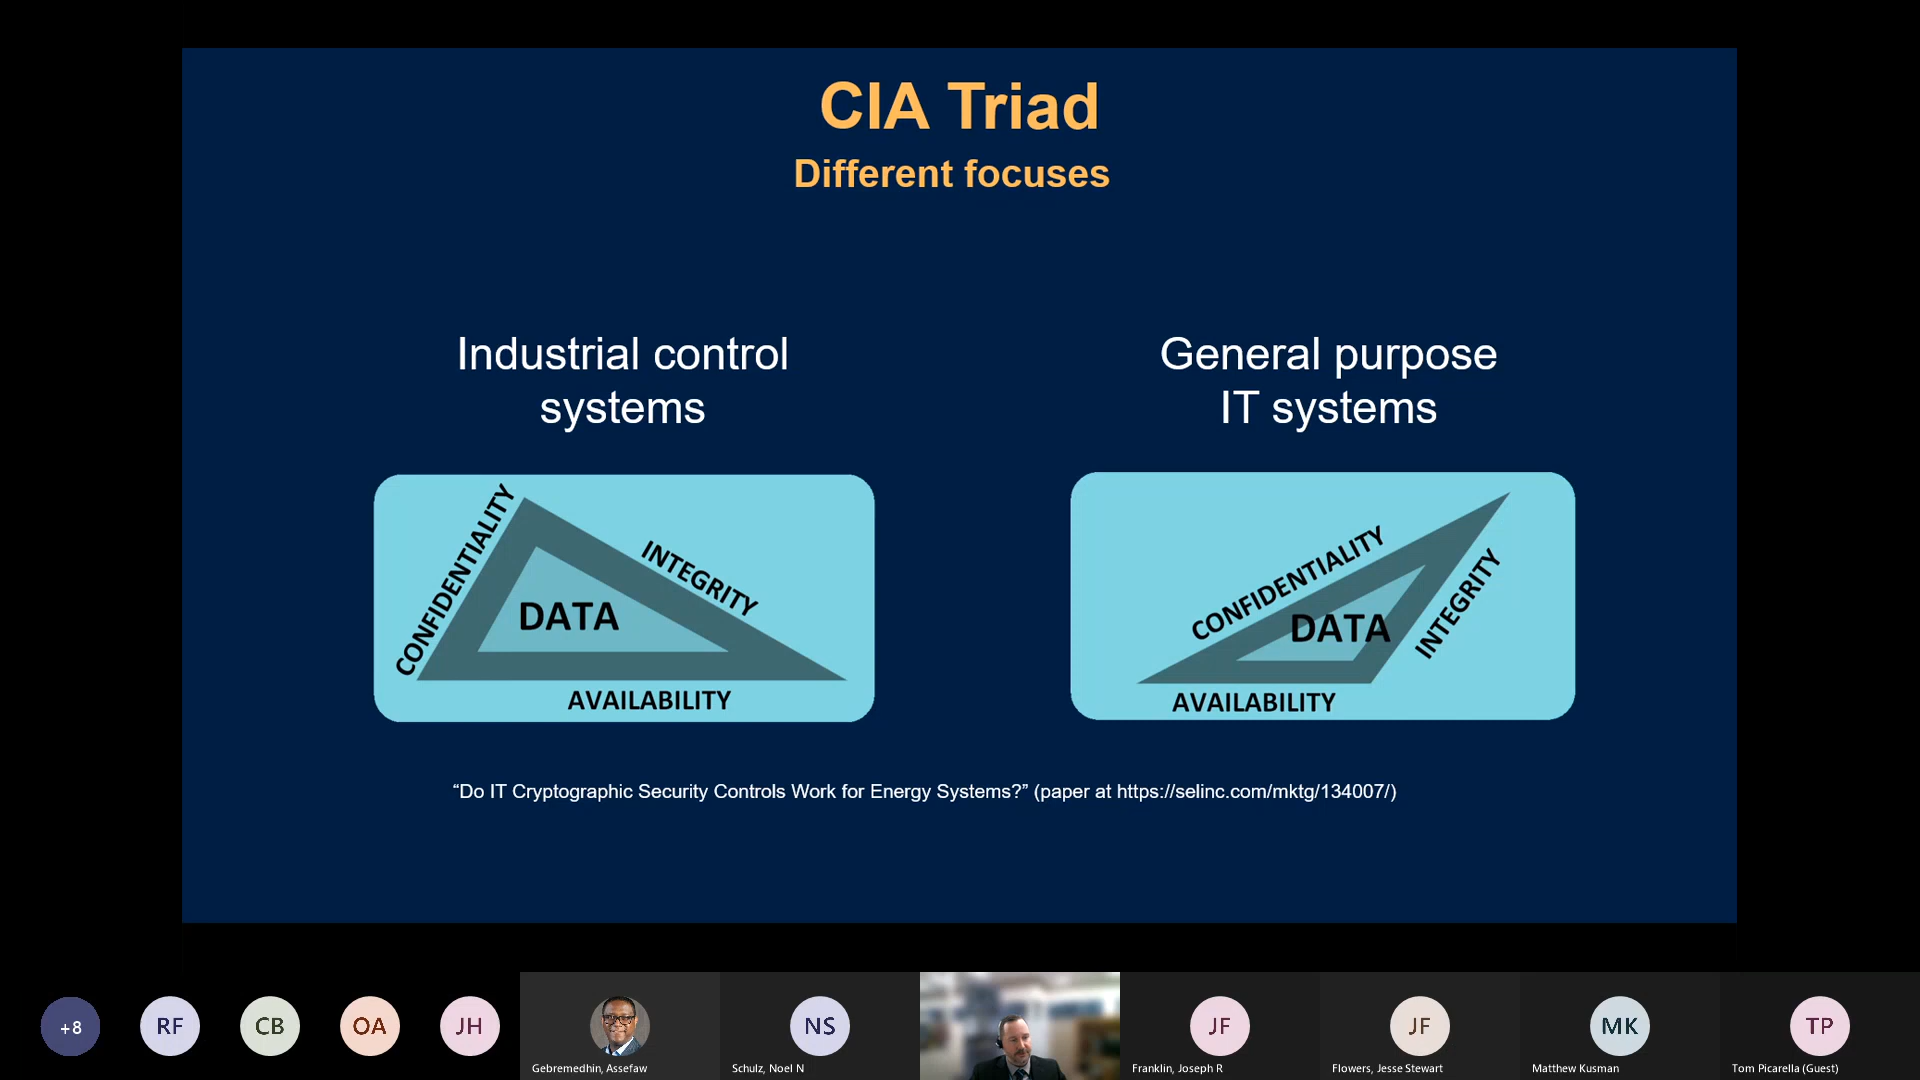 CIA Triad
Different focuses
Industrial control
systems
General purpose
IT systems
CONFIDENTIALITY
INTEGRITY
DATA
AVAILABILITY
CONFIDENTIALITY
INTEGRITY
DATA
AVAILABILITY
“Do IT Cryptographic Security Controls Work for Energy Systems?” (paper at https://selinc.com/mktg/134007/)
+8
RF
CB
OA
JH
Gebremedhin, Assefaw
NS
Schulz, Noel N
JF
Franklin, Joseph R
JF
Flowers, Jesse Stewart
MK
Matthew Kusman
TP
Tom Picarella (Guest)